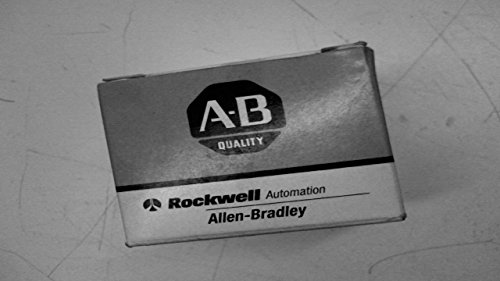 A-B
QUALITY
Rockwell Automation
Allen-Bradley